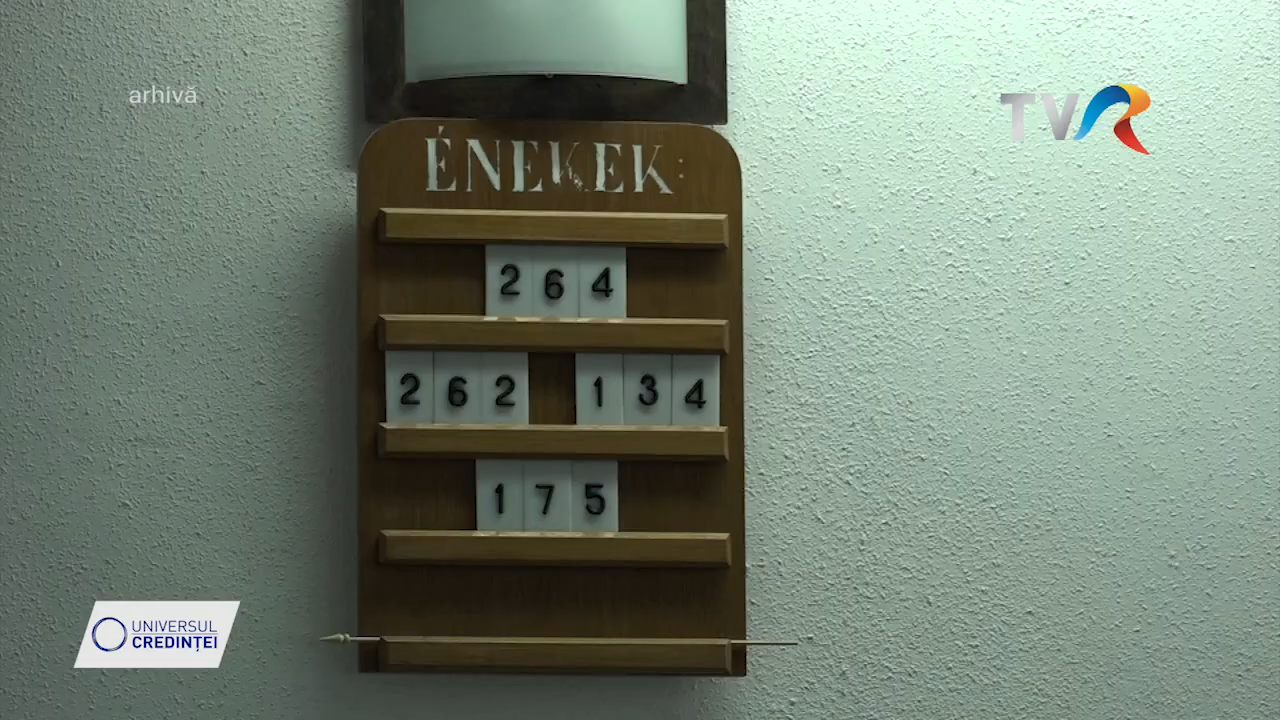 arhivă
TVR
ÉNEKEK:
264
262 134
175
UNIVERSUL
CREDINȚEI